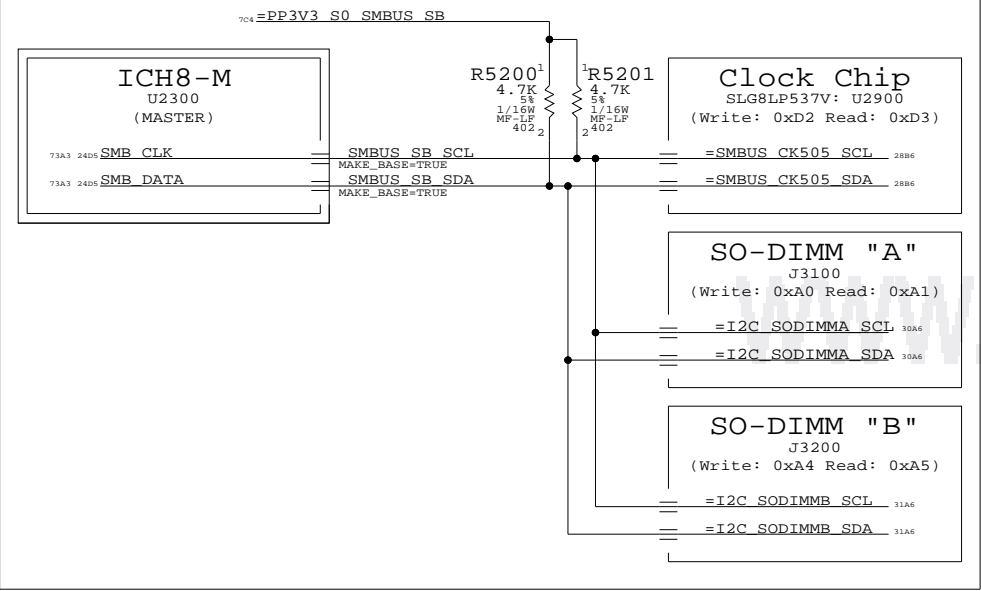 7C4 =PP3V3_S0_SMBUS_SB
ICH8-M
U2300
(MASTER)
73A3 24D5 SMB_CLK
73A3 24D5 SMB_DATA
SMBUS_SB_SCL
MAKE_BASE=TRUE
SMBUS_SB_SDA
MAKE_BASE=TRUE
R5200 1
4.7K
5%
1/16W
MF-LF
402 2
1 R5201
4.7K
5%
1/16W
MF-LF
2 402
Clock Chip
SLG8LP537V: U2900
(Write: 0xD2 Read: 0xD3)
=SMBUS_CK505_SCL 28B6
=SMBUS_CK505_SDA 28B6
SO-DIMM "A"
J3100
(Write: 0xA0 Read: 0xA1)
=I2C_SODIMMA_SCL 30A6
=I2C_SODIMMA_SDA 30A6
SO-DIMM "B"
J3200
(Write: 0xA4 Read: 0xA5)
=I2C_SODIMMB_SCL 31A6
=I2C_SODIMMB_SDA 31A6
www.